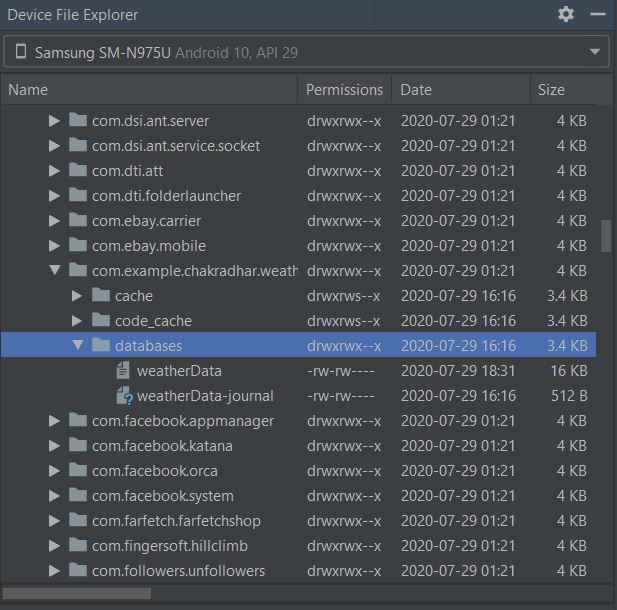 Device File Explorer
Samsung SM-N975U Android 10, API 29
Name Permissions Date Size
com.dsi.ant.server drwxrwx--x 2020-07-29 01:21 4 KB
com.dsi.ant.service.socket drwxrwx--x 2020-07-29 01:21 4 KB
com.dti.att drwxrwx--x 2020-07-29 01:21 4 KB
com.dti.folderlauncher drwxrwx--x 2020-07-29 01:21 4 KB
com.ebay.carrier drwxrwx--x 2020-07-29 01:21 4 KB
com.ebay.mobile drwxrwx--x 2020-07-29 01:21 4 KB
com.example.chakradhar.weath drwxrwx--x 2020-07-29 01:21 4 KB
cache drwxrws--x 2020-07-29 16:16 3.4 KB
code_cache drwxrws--x 2020-07-29 16:16 3.4 KB
databases drwxrwx--x 2020-07-29 16:16 3.4 KB
weatherData -rw-rw---- 2020-07-29 18:31 16 KB
weatherData-journal -rw-rw---- 2020-07-29 16:16 512 B
com.facebook.appmanager drwxrwx--x 2020-07-29 01:21 4 KB
com.facebook.katana drwxrwx--x 2020-07-29 01:21 4 KB
com.facebook.orca drwxrwx--x 2020-07-29 01:21 4 KB
com.facebook.system drwxrwx--x 2020-07-29 01:21 4 KB
com.farfetch.farfetchshop drwxrwx--x 2020-07-29 01:21 4 KB
com.fingersoft.hillclimb drwxrwx--x 2020-07-29 01:21 4 KB
com.followers.unfollowers drwxrwx--x 2020-07-29 01:21 4 KB